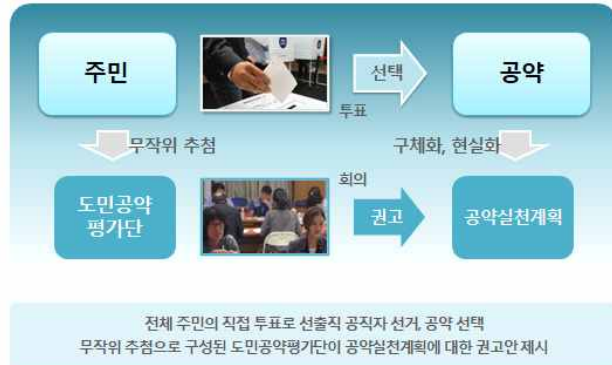 주민
선택
공약
투표
무작위 추첨
구체화, 현실화
도민공약
평가단
회의
권고
공약실천계획
전체 주민의 직접 투표로 선출직 공직자 선거, 공약 선택
무작위 추첨으로 구성된 도민공약평가단이 공약실천계획에 대한 권고안 제시